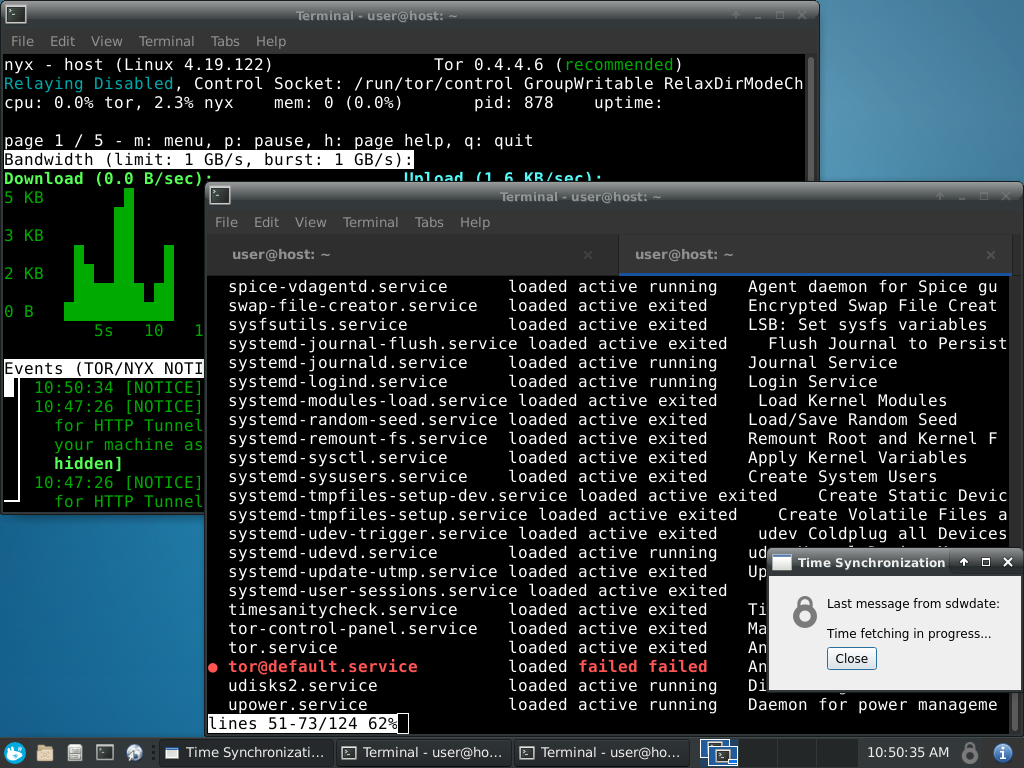 Terminal - user@host: ~
File Edit View Terminal Tabs Help
nyx - host (Linux 4.19.122) Tor 0.4.4.6 (recommended)
Relaying Disabled, Control Socket: /run/tor/control GroupWritable RelaxDirModeCh
cpu: 0.0% tor, 2.3% nyx mem: 0 (0.0%) pid: 878 uptime:
page 1 / 5 - m: menu, p: pause, h: page help, q: quit
Bandwidth (limit: 1 GB/s, burst: 1 GB/s):
Download (0.0 B/sec): Upload (1.6 KB/sec):
5 KB
3 KB
2 KB
0 B
5s 10 1
Events (TOR/NYX NOTI
10:50:34 [NOTICE]
10:47:26 [NOTICE]
for HTTP Tunnel
your machine as
hidden]
10:47:26 [NOTICE]
for HTTP Tunnel
Terminal - user@host: ~
File Edit View Terminal Tabs Help
user@host: ~ user@host: ~
spice-vdagentd.service loaded active running Agent daemon for Spice gu
swap-file-creator.service loaded active exited Encrypted Swap File Creat
sysfsutils.service loaded active exited LSB: Set sysfs variables
systemd-journal-flush.service loaded active exited Flush Journal to Persist
systemd-journald.service loaded active running Journal Service
systemd-logind.service loaded active running Login Service
systemd-modules-load.service loaded active exited Load Kernel Modules
systemd-random-seed.service loaded active exited Load/Save Random Seed
systemd-remount-fs.service loaded active exited Remount Root and Kernel F
systemd-sysctl.service loaded active exited Apply Kernel Variables
systemd-sysusers.service loaded active exited Create System Users
systemd-tmpfiles-setup-dev.service loaded active exited Create Static Devic
systemd-tmpfiles-setup.service loaded active exited Create Volatile Files a
systemd-udev-trigger.service loaded active exited udev Coldplug all Devices
systemd-udevd.service loaded active running ud
systemd-update-utmp.service loaded active exited Up
systemd-user-sessions.service loaded active exited
timesanitycheck.service loaded active exited Ti
tor-control-panel.service loaded active exited Ma
tor.service loaded active exited An
● tor@default.service loaded failed failed An
udisks2.service loaded active running Di
upower.service loaded active running Daemon for power manageme
lines 51-73/124 62%
Time Synchronization
Last message from sdwdate:
Time fetching in progress...
Close
Time Synchronizati... Terminal - user@ho... Terminal - user@ho... 10:50:35 AM